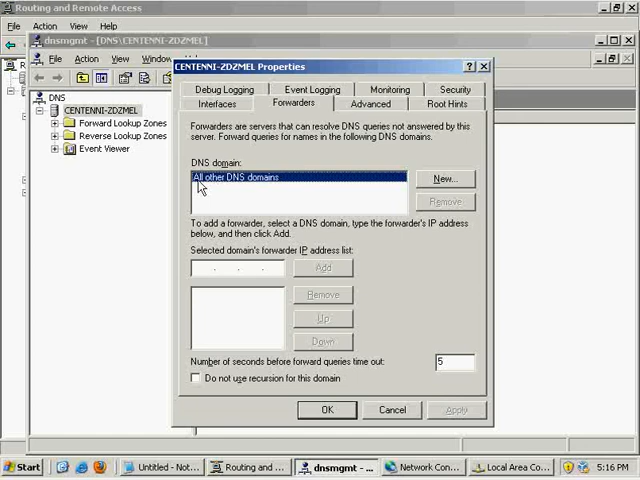 Routing and Remote Access
File Action View Help
dnsmgmt - [DNS\CENTENNI-ZDZMEL]
File Action View Window Help
DNS
CENTENNI-ZDZMEL
Forward Lookup Zones
Reverse Lookup Zones
Event Viewer
CENTENNI-ZDZMEL Properties
Debug Logging Event Logging Monitoring Security
Interfaces Forwarders Advanced Root Hints
Forwarders are servers that can resolve DNS queries not answered by this
server. Forward queries for names in the following DNS domains.
DNS domain:
All other DNS domains
New...
Remove
To add a forwarder, select a DNS domain, type the forwarder's IP address
below, and then click Add.
Selected domain's forwarder IP address list:
. . . Add
Remove
Up
Down
Number of seconds before forward queries time out: 5
Do not use recursion for this domain
OK Cancel Apply
Start Untitled - Not... Routing and ... dnsmgmt - ... Network Con... Local Area Co... 5:16 PM